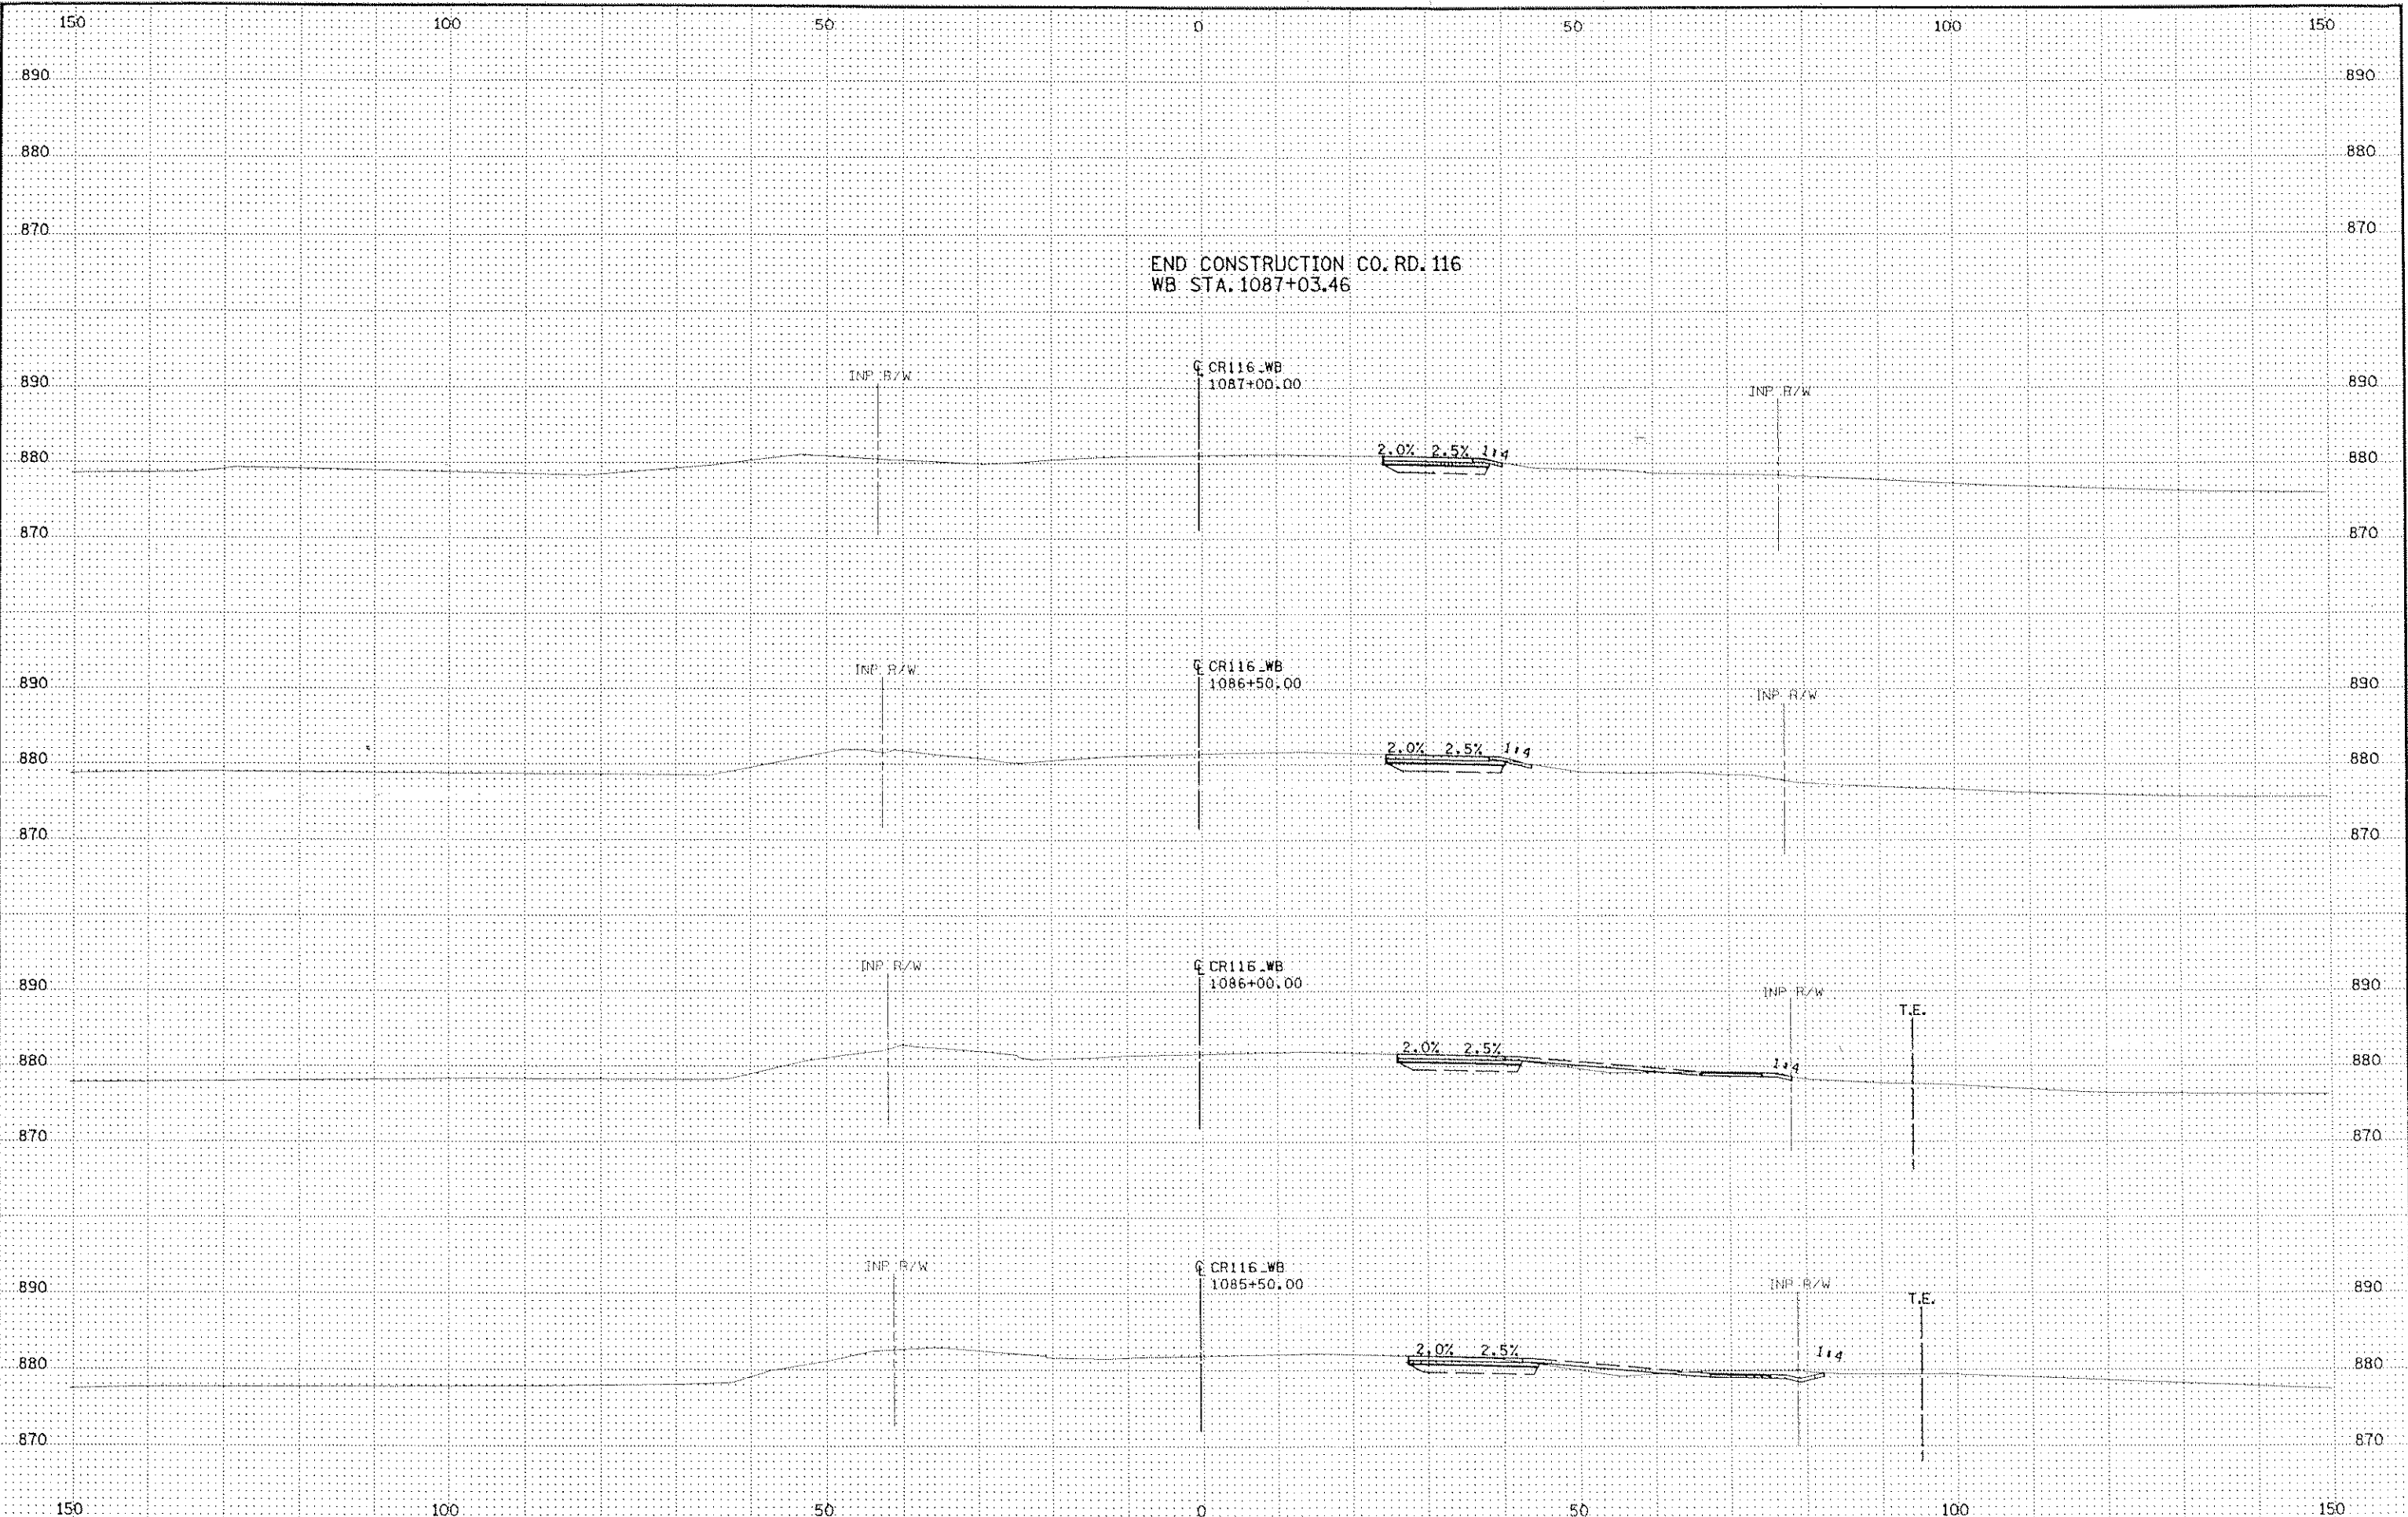 150 100 50 0 50 100 150
890 890
880 880
870 870
END CONSTRUCTION CO. RD. 116
WB STA. 1087+03.46
INP R/W ℄ CR116_WB INP R/W
1087+00.00
890 890
2.0% 2.5% 1:4
880 880
870 870
INP R/W ℄ CR116_WB INP R/W
1086+50.00
890 890
2.0% 2.5% 1:4
880 880
870 870
INP R/W ℄ CR116_WB INP R/W
1086+00.00
890 890
T.E.
2.0% 2.5% 1:4
880 880
870 870
INP R/W ℄ CR116_WB INP R/W
1085+50.00
890 890
T.E.
2.0% 2.5% 1:4
880 880
870 870
150 100 50 0 50 100 150